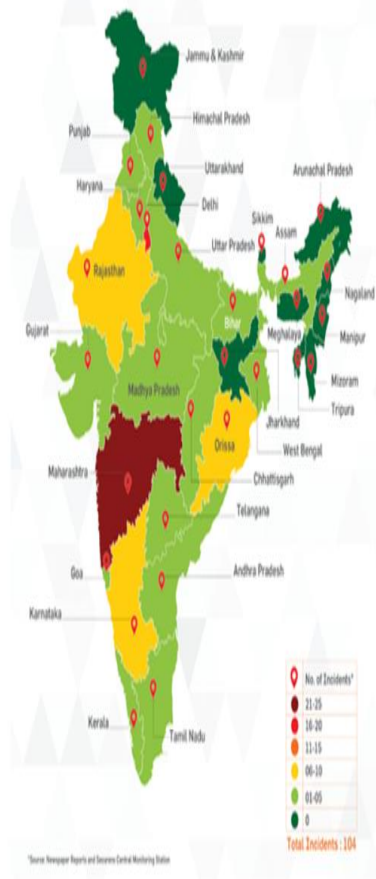 Jammu & Kashmir
Himachal Pradesh
Punjab
Uttarakhand
Haryana
Arunachal Pradesh
Delhi
Sikkim
Assam
Uttar Pradesh
Rajasthan
Nagaland
Bihar
Meghalaya
Gujarat
Manipur
Mizoram
Madhya Pradesh
Tripura
Jharkhand
Orissa
West Bengal
Maharashtra
Chhattisgarh
Telangana
Goa
Andhra Pradesh
Karnataka
No. of Incidents*
21-25
16-20
Kerala
Tamil Nadu
11-15
06-10
01-05
0
Total Incidents : 104
*Source: Newspaper Reports and Securens Central Monitoring Station